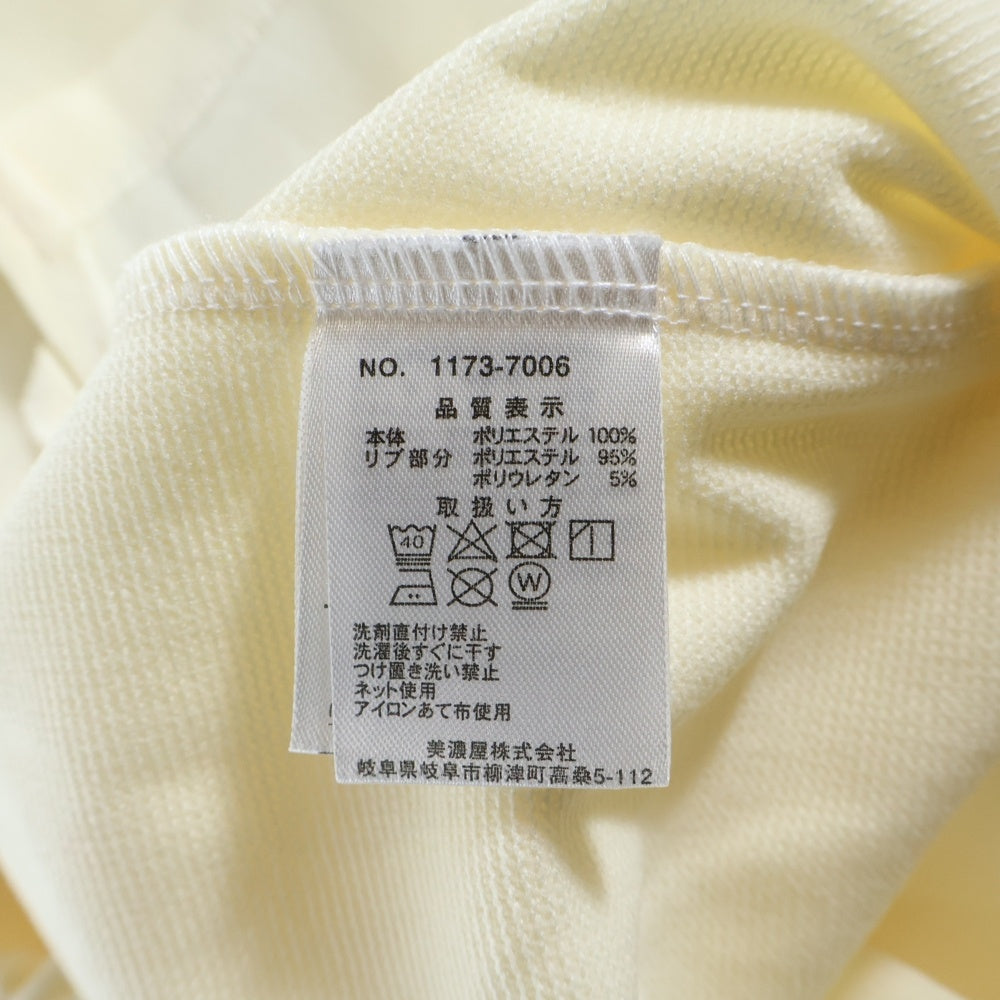 NO. 1173-7006
品質表示
本体 ポリエステル 100%
リブ部分 ポリエステル 95%
ポリウレタン 5%
取扱い方
40
W
洗剤直付け禁止
洗濯後すぐに干す
つけ置き洗い禁止
ネット使用
アイロンあて布使用
美濃屋株式会社
岐阜県岐阜市柳津町高桑5-112